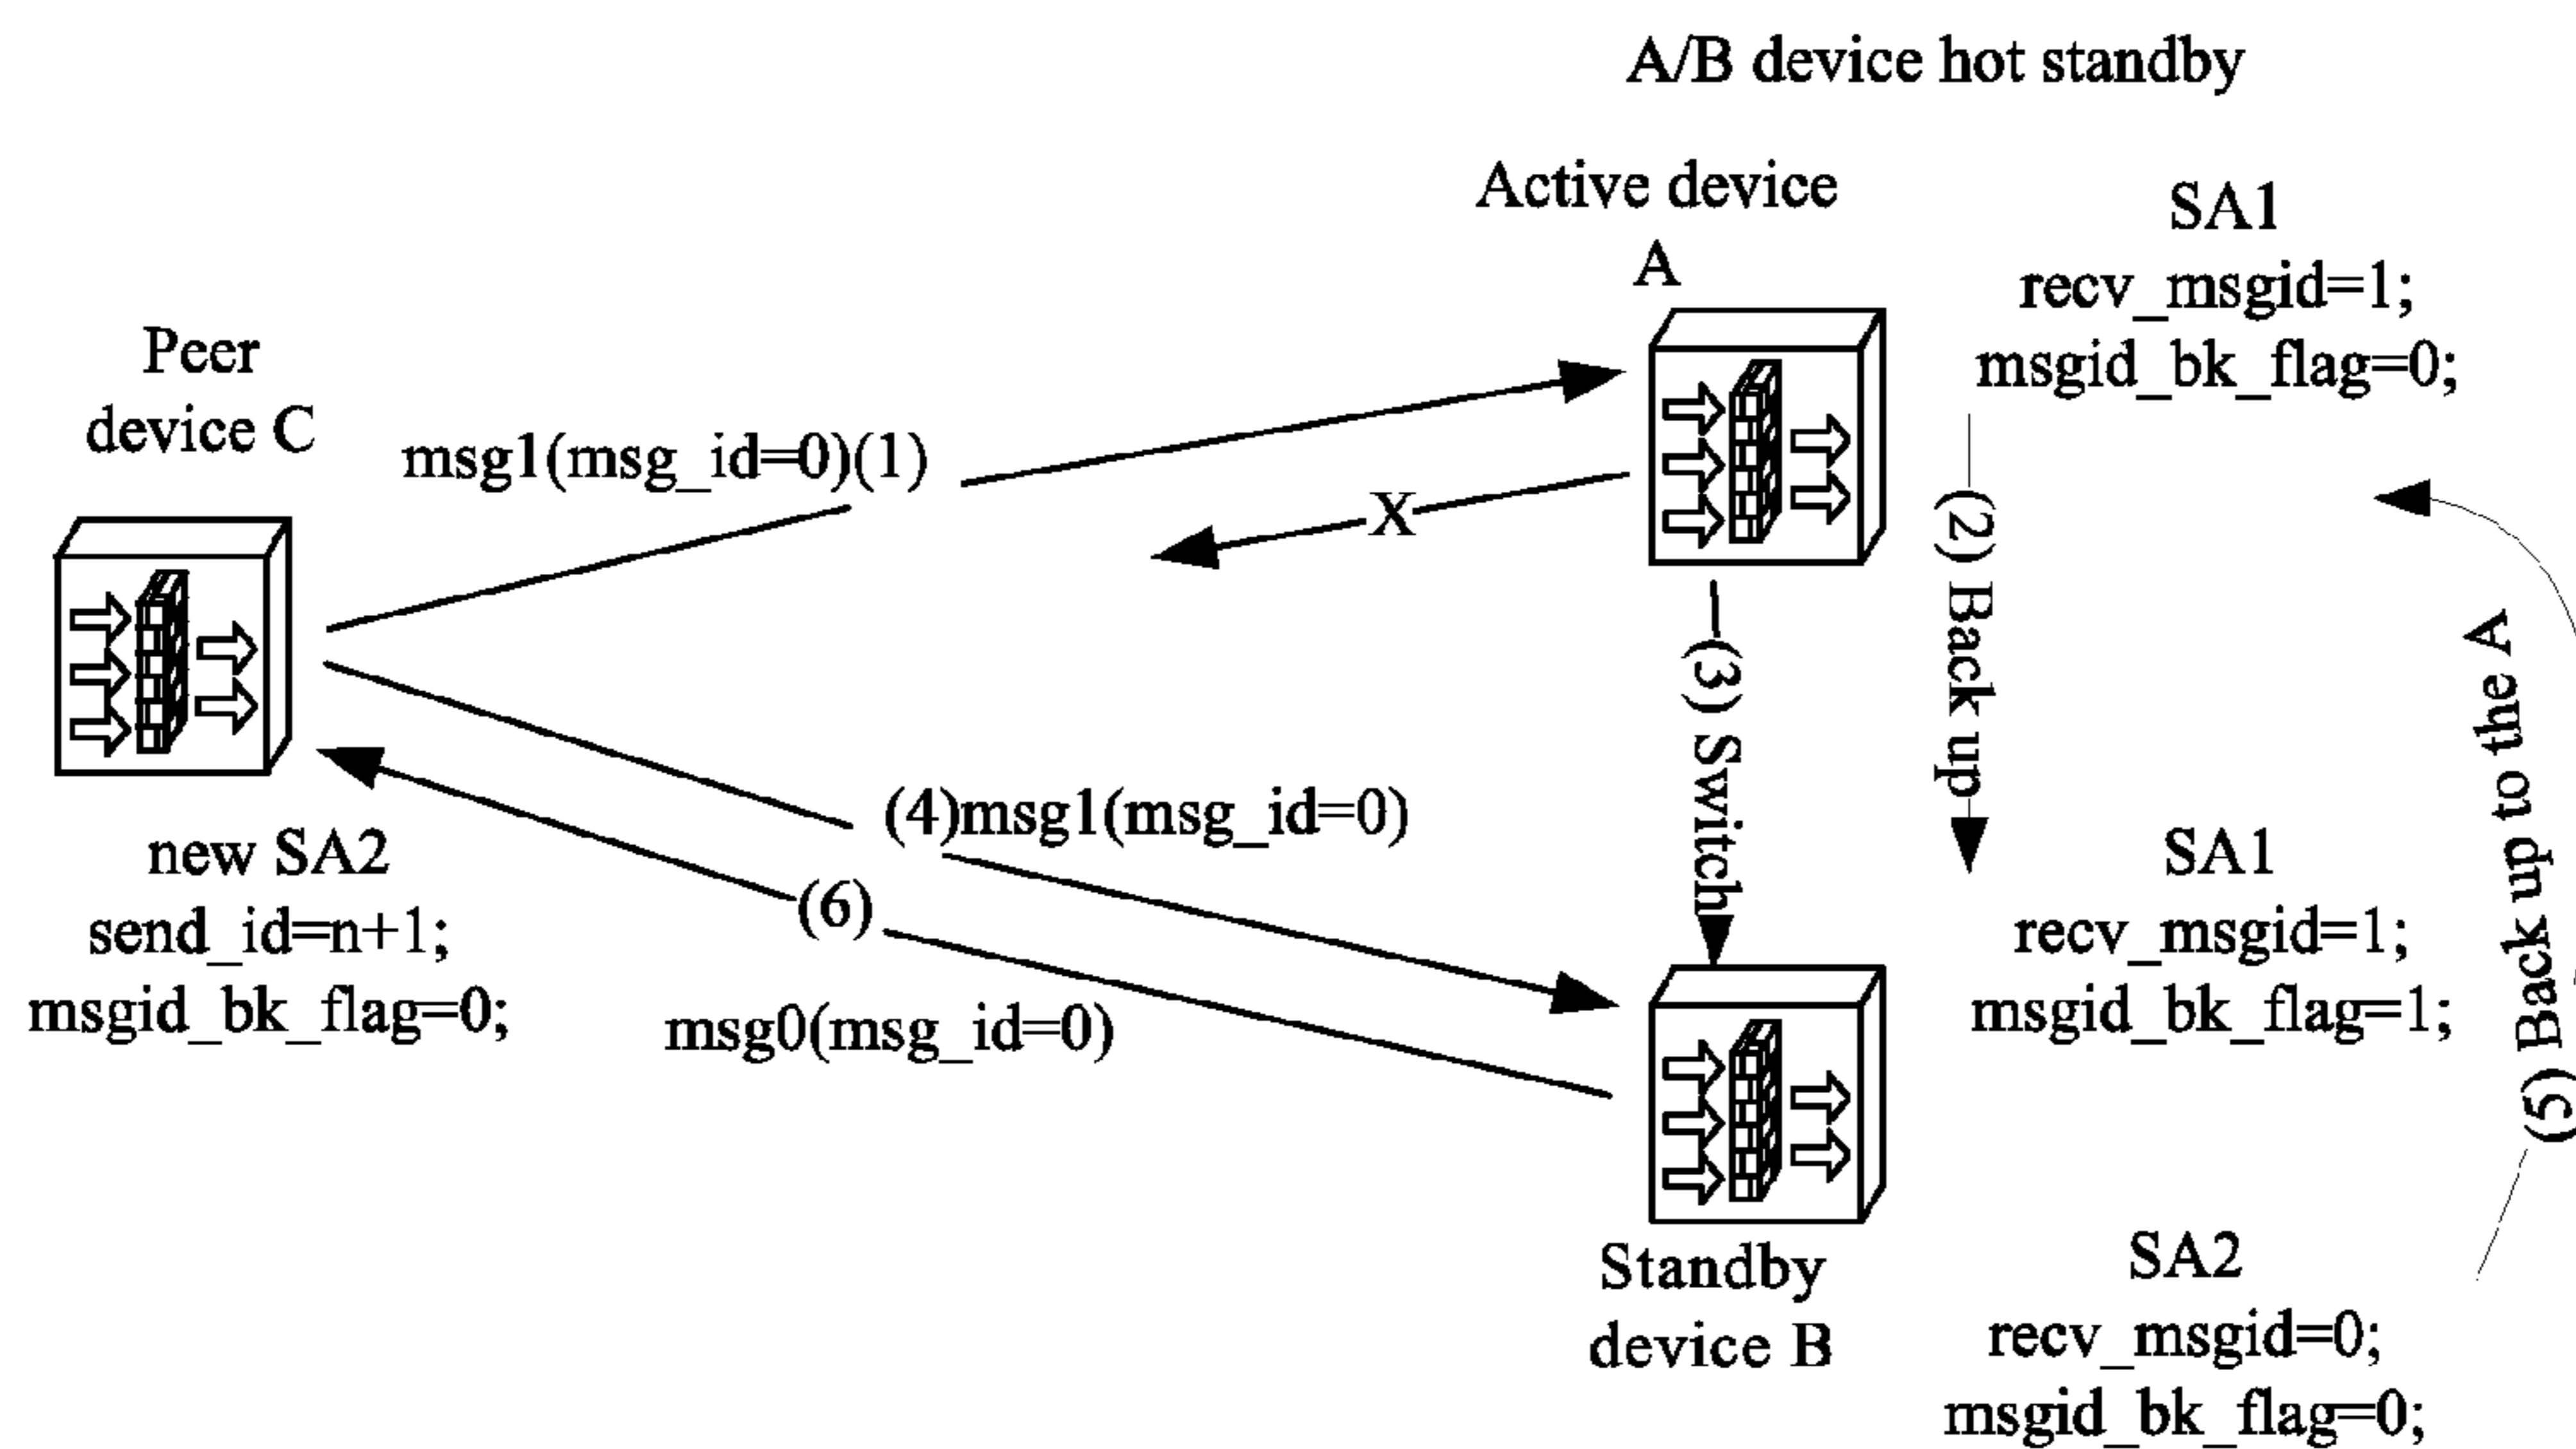 A/B device hot standby
Active device
A
SA1
recv_msgid=1;
msgid_bk_flag=0;
Peer
device C
msg1(msg_id=0)(1)
X
(2) Back up
(3) Switch
(5) Back up to the A
new SA2
send_id=n+1;
msgid_bk_flag=0;
(4)msg1(msg_id=0)
(6)
msg0(msg_id=0)
SA1
recv_msgid=1;
msgid_bk_flag=1;
Standby
device B
SA2
recv_msgid=0;
msgid_bk_flag=0;